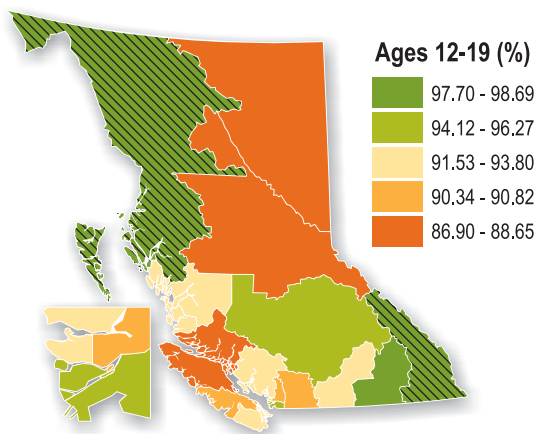 Ages 12-19 (%)
97.70 - 98.69
94.12 - 96.27
91.53 - 93.80
90.34 - 90.82
86.90 - 88.65